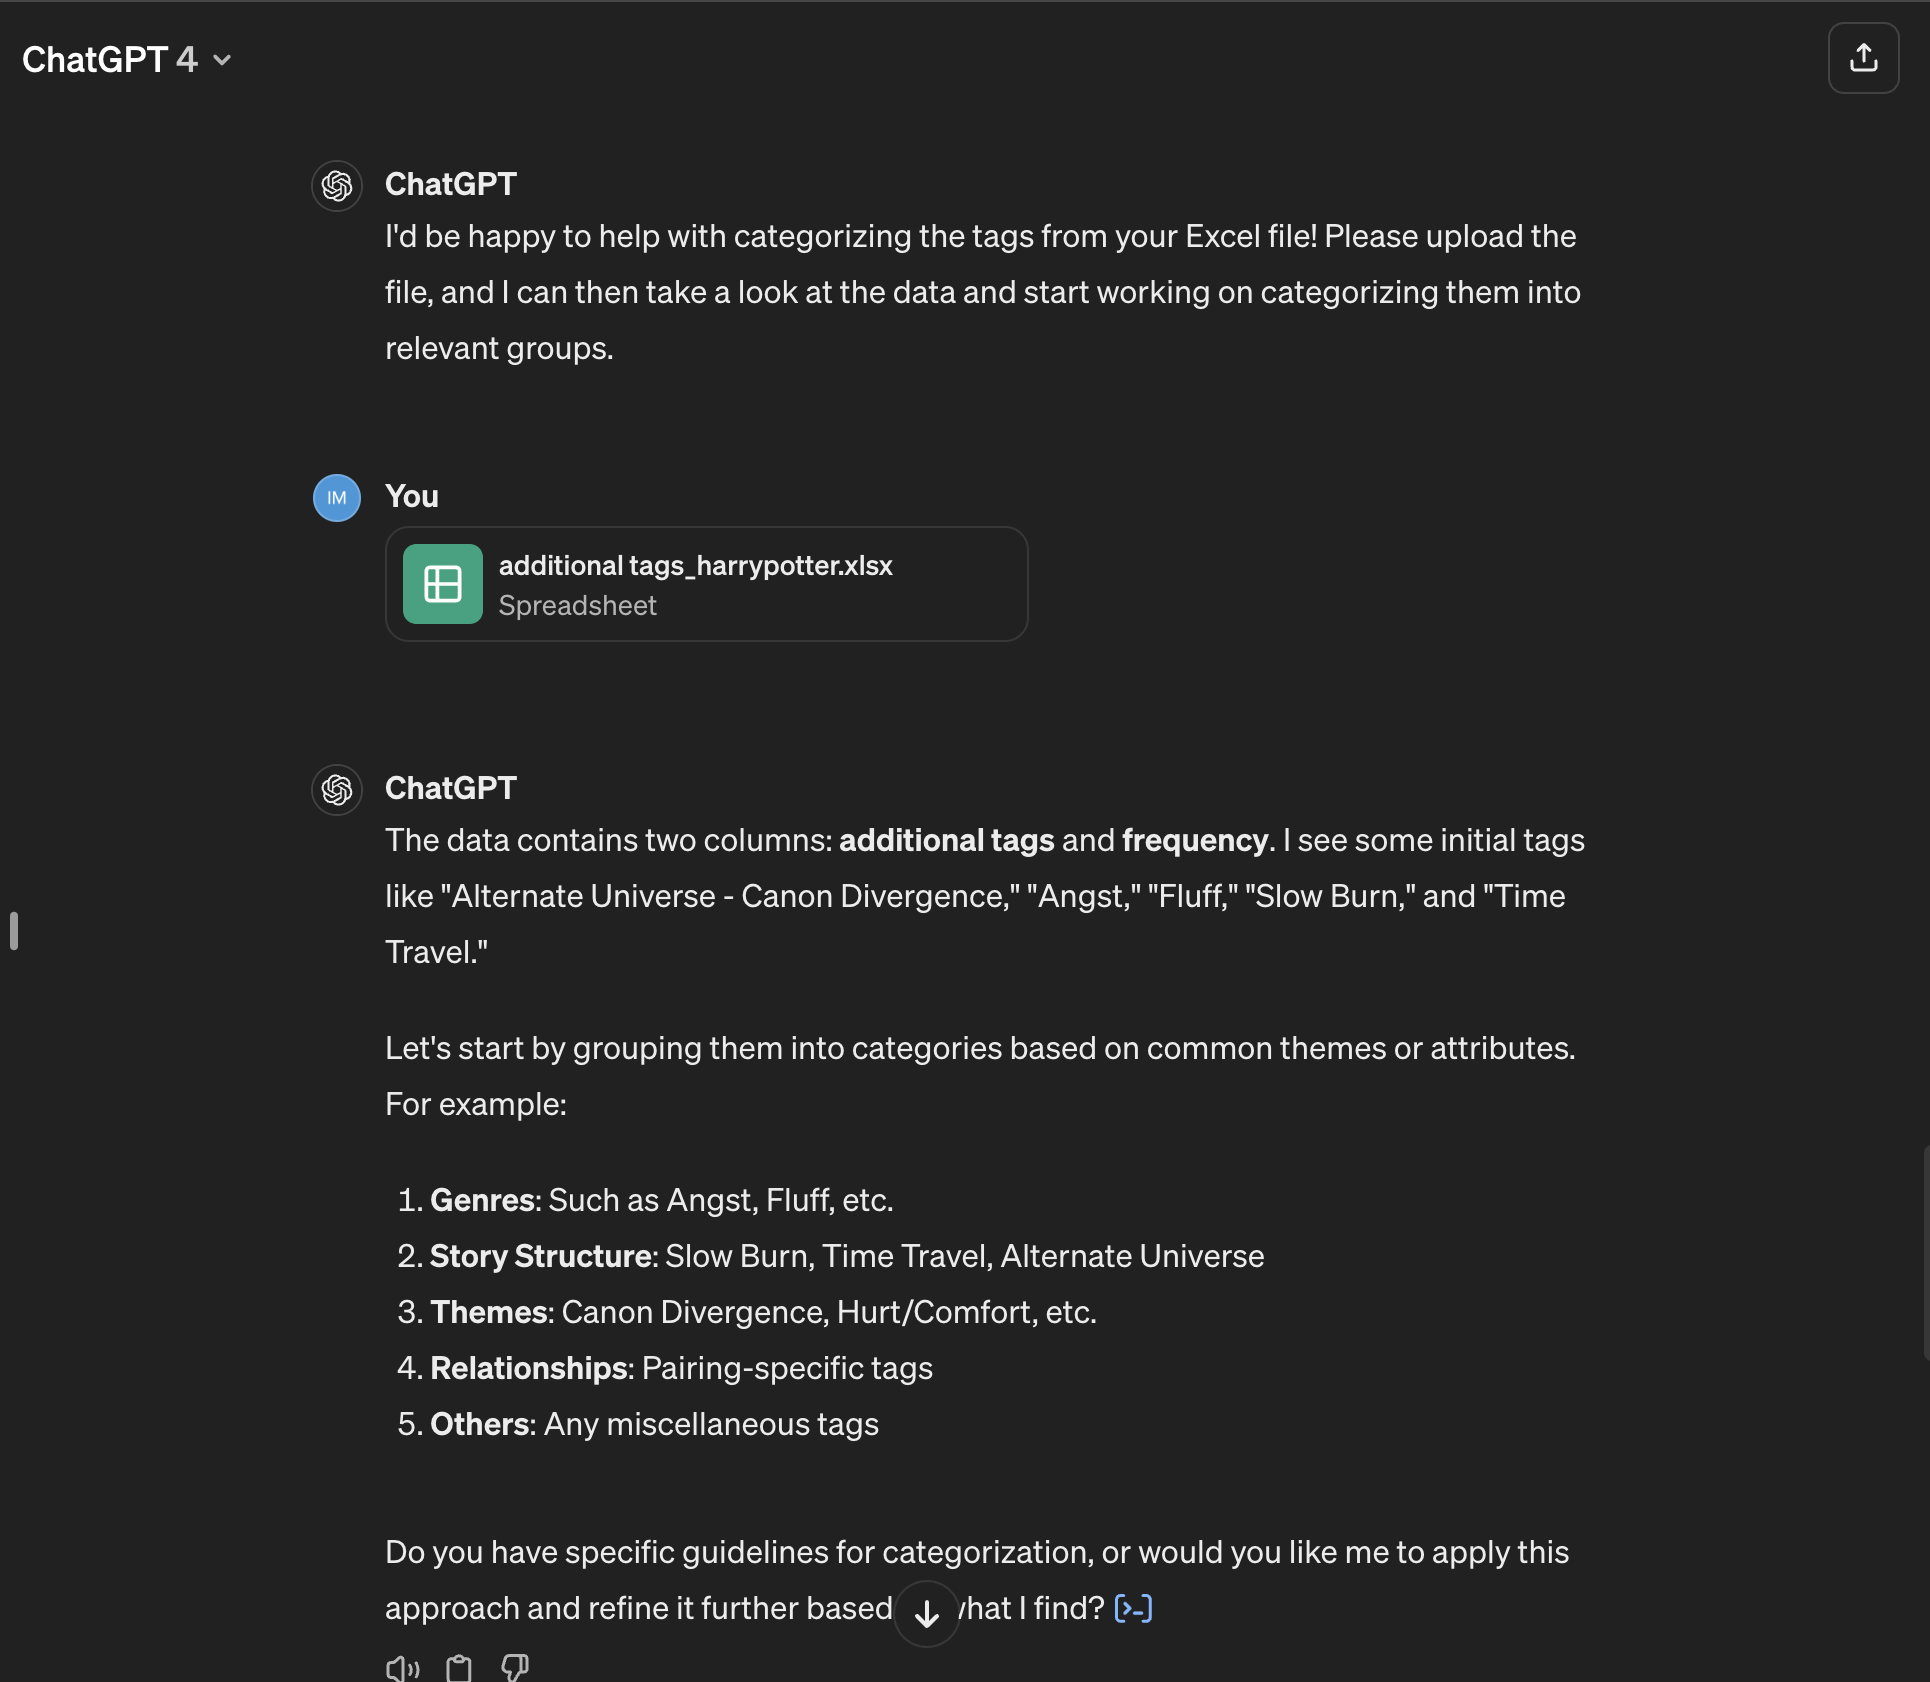 ChatGPT 4
ChatGPT
I'd be happy to help with categorizing the tags from your Excel file! Please upload the
file, and I can then take a look at the data and start working on categorizing them into
relevant groups.
IM
You
additional tags_harrypotter.xlsx
Spreadsheet
ChatGPT
The data contains two columns: additional tags and frequency. I see some initial tags
like "Alternate Universe - Canon Divergence," "Angst," "Fluff," "Slow Burn," and "Time
Travel."
Let's start by grouping them into categories based on common themes or attributes.
For example:
1. Genres: Such as Angst, Fluff, etc.
2. Story Structure: Slow Burn, Time Travel, Alternate Universe
3. Themes: Canon Divergence, Hurt/Comfort, etc.
4. Relationships: Pairing-specific tags
5. Others: Any miscellaneous tags
Do you have specific guidelines for categorization, or would you like me to apply this
approach and refine it further based what I find?